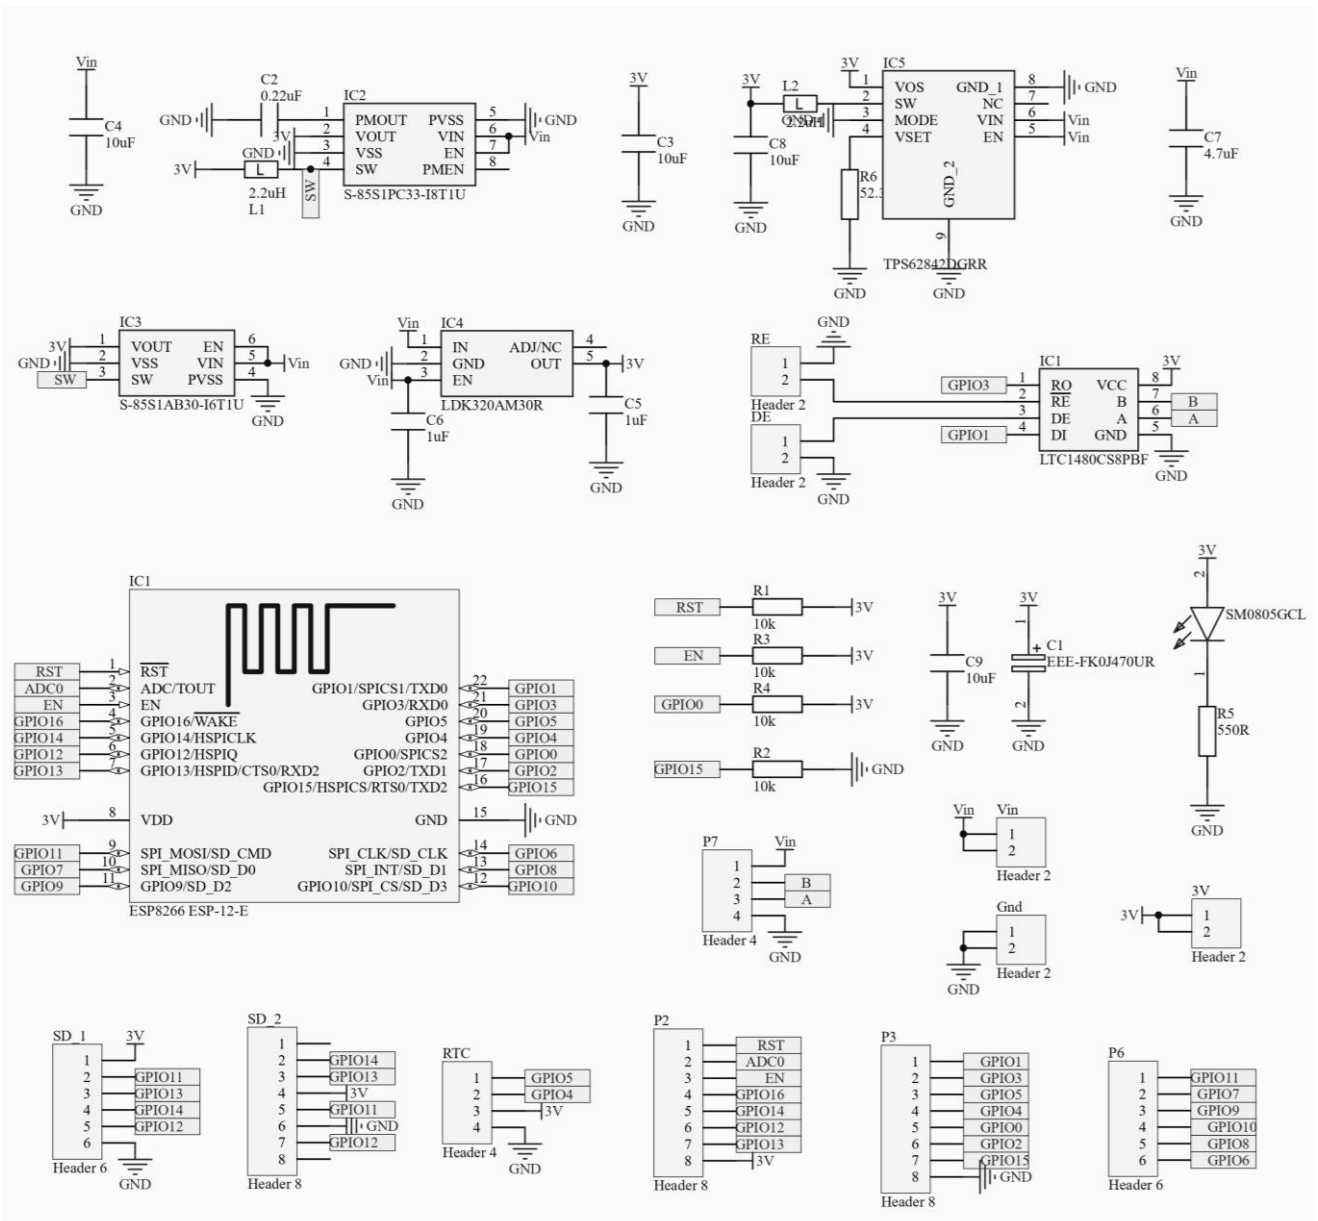 Vin
C4
10uF
GND
C2
0.22uF
GND
3V
GND
3V
L
2.2uH
L1
SW
IC2
1 PMOUT PVSS 5
2 VOUT VIN 6
3 VSS EN 7
4 SW PMEN 8
S-85S1PC33-I8T1U
GND
Vin
3V
C3
10uF
GND
3V
C8
10uF
GND
L2
L
2.2uH
GND
3V
IC5
1 VOS GND_1 8
2 SW NC 7
3 MODE VIN 6
4 VSET EN 5
GND_2
9
TPS62842DGRR
GND
Vin
Vin
R6
GND
GND
Vin
C7
4.7uF
GND
IC3
3V 1 VOUT EN 6
GND 2 VSS VIN 5 Vin
SW 3 SW PVSS 4
S-85S1AB30-I6T1U
GND
Vin
IC4
1 IN ADJ/NC 4
GND 2 GND OUT 5 3V
Vin 3 EN
LDK320AM30R
C6
1uF
GND
C5
1uF
GND
GND
RE
1
2
Header 2
DE
1
2
Header 2
GND
IC1
3V
GPIO3 1 RO VCC 8
2 RE B 7 B
3 DE A 6 A
GPIO1 4 DI GND 5
LTC1480CS8PBF
GND
IC1
RST 1 RST
ADC0 2 ADC/TOUT GPIO1/SPICS1/TXD0 22 GPIO1
EN 3 EN GPIO3/RXD0 21 GPIO3
GPIO16 4 GPIO16/WAKE GPIO5 20 GPIO5
GPIO14 5 GPIO14/HSPICLK GPIO4 19 GPIO4
GPIO12 6 GPIO12/HSPIQ GPIO0/SPICS2 18 GPIO0
GPIO13 7 GPIO13/HSPID/CTS0/RXD2 GPIO2/TXD1 17 GPIO2
GPIO15/HSPICS/RTS0/TXD2 16 GPIO15
3V 8 VDD GND 15 GND
GPIO11 9 SPI_MOSI/SD_CMD SPI_CLK/SD_CLK 14 GPIO6
GPIO7 10 SPI_MISO/SD_D0 SPI_INT/SD_D1 13 GPIO8
GPIO9 11 GPIO9/SD_D2 GPIO10/SPI_CS/SD_D3 12 GPIO10
ESP8266 ESP-12-E
R1
RST 3V
10k
R3
EN 3V
10k
R4
GPIO0 3V
10k
R2
GPIO15 GND
10k
3V
C9
10uF
GND
3V
1
+
C1
EEE-FK0J470UR
2
GND
3V
2
SM0805GCL
1
R5
550R
GND
P7
Vin
1
2 B
3 A
4
Header 4
GND
Vin
Vin
1
2
Header 2
Gnd
1
2
Header 2
GND
3V
3V
1
2
Header 2
SD_1
3V
1
2 GPIO11
3 GPIO13
4 GPIO14
5 GPIO12
6
Header 6
GND
SD_2
1
2 GPIO14
3 GPIO13
4 3V
5 GPIO11
6 GND
7 GPIO12
8
Header 8
RTC
1 GPIO5
2 GPIO4
3 3V
4
Header 4
GND
P2
1 RST
2 ADC0
3 EN
4 GPIO16
5 GPIO14
6 GPIO12
7 GPIO13
8 3V
Header 8
P3
1 GPIO1
2 GPIO3
3 GPIO5
4 GPIO4
5 GPIO0
6 GPIO2
7 GPIO15
8 GND
Header 8
P6
1 GPIO11
2 GPIO7
3 GPIO9
4 GPIO10
5 GPIO8
6 GPIO6
Header 6